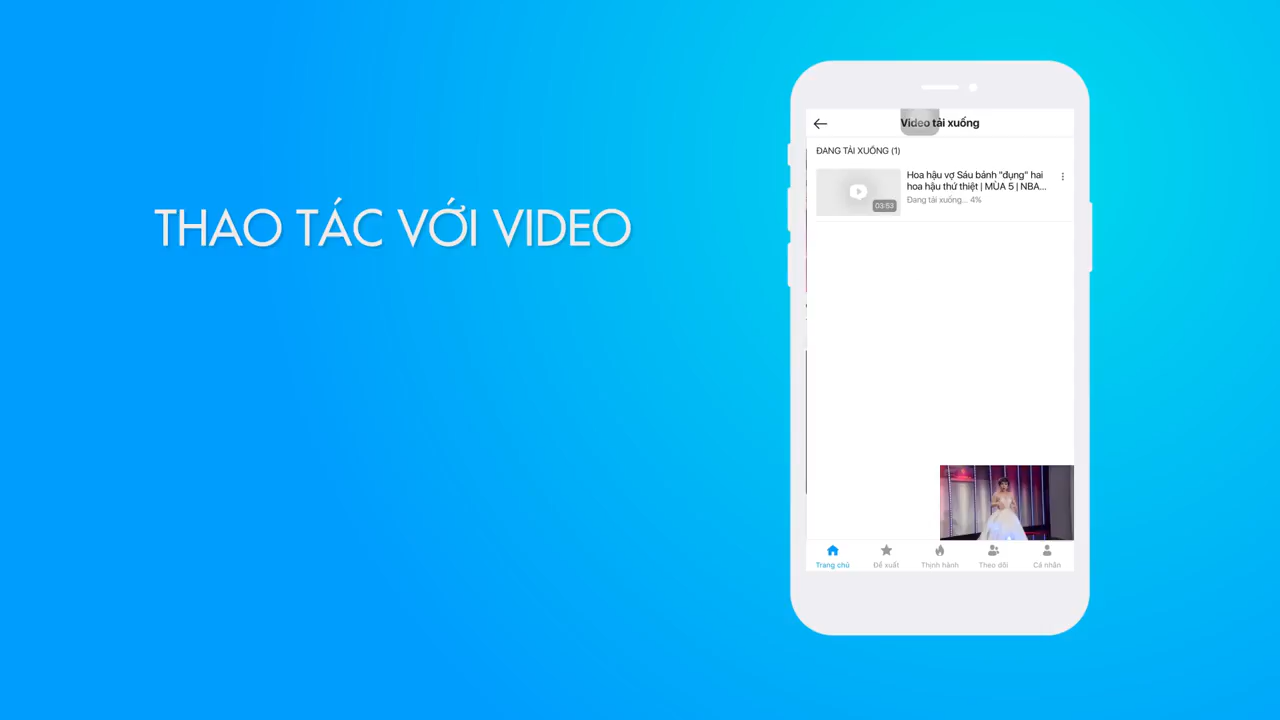 THAO TÁC VỚI VIDEO
Video tải xuống
ĐANG TẢI XUỐNG (1)
Hoa hậu vợ Sáu bánh "đụng" hai
hoa hậu thứ thiệt | MÙA 5 | NBA...
Đang tải xuống... 4%
03:53
Trang chủ
Đề xuất
Thịnh hành
Theo dõi
Cá nhân